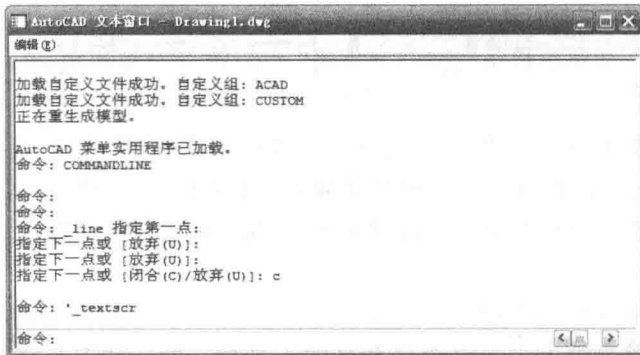 AutoCAD 文本窗口 - Drawing1.dwg
编辑(E)
加载自定义文件成功。自定义组: ACAD
加载自定义文件成功。自定义组: CUSTOM
正在重生成模型。
AutoCAD 菜单实用程序已加载。
命令: COMMANDLINE
命令:
命令:
命令: _line 指定第一点:
指定下一点或 [放弃(U)]:
指定下一点或 [放弃(U)]:
指定下一点或 [闭合(C)/放弃(U)]: c
命令: '_textscr
命令: